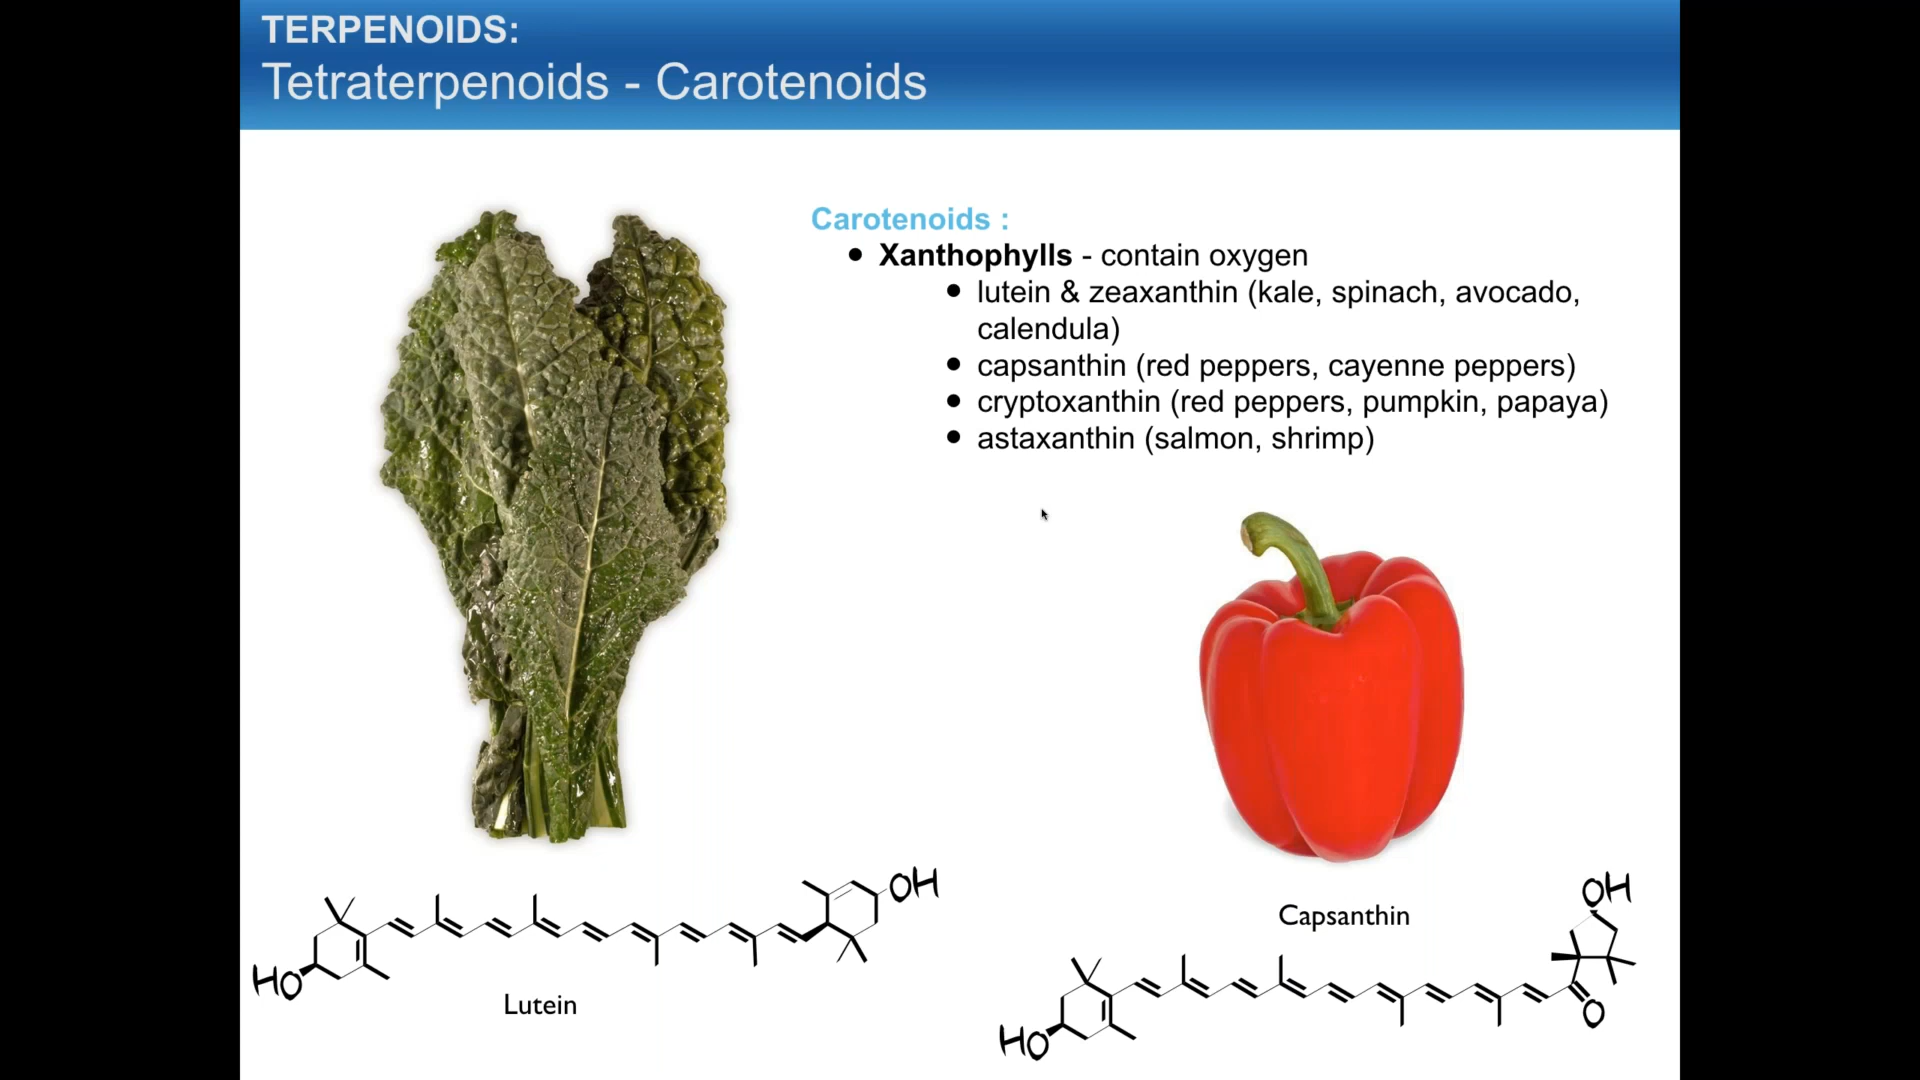 TERPENOIDS:
Tetraterpenoids - Carotenoids
Carotenoids :
• Xanthophylls - contain oxygen
• lutein & zeaxanthin (kale, spinach, avocado,
calendula)
• capsanthin (red peppers, cayenne peppers)
• cryptoxanthin (red peppers, pumpkin, papaya)
• astaxanthin (salmon, shrimp)
OH
HO
Lutein
Capsanthin
OH
HO
O